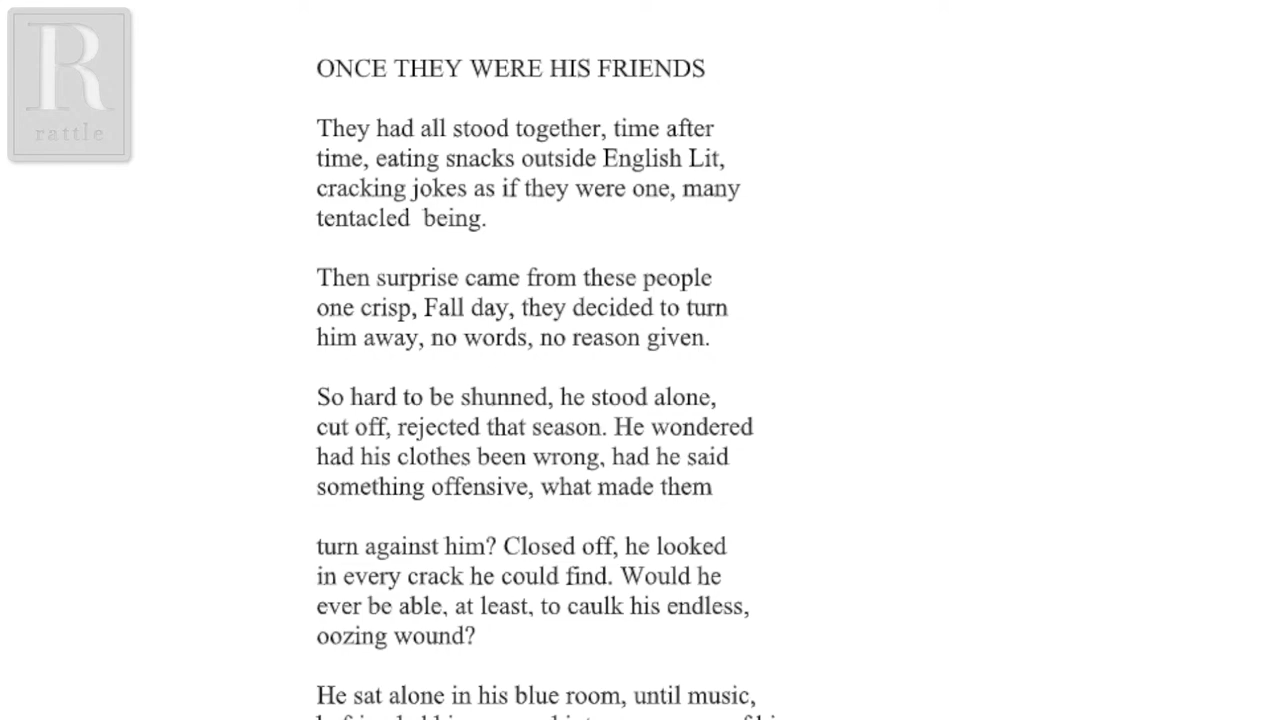 R
rattle
ONCE THEY WERE HIS FRIENDS
They had all stood together, time after
time, eating snacks outside English Lit,
cracking jokes as if they were one, many
tentacled  being.
Then surprise came from these people
one crisp, Fall day, they decided to turn
him away, no words, no reason given.
So hard to be shunned, he stood alone,
cut off, rejected that season. He wondered
had his clothes been wrong, had he said
something offensive, what made them
turn against him? Closed off, he looked
in every crack he could find. Would he
ever be able, at least, to caulk his endless,
oozing wound?
He sat alone in his blue room, until music,